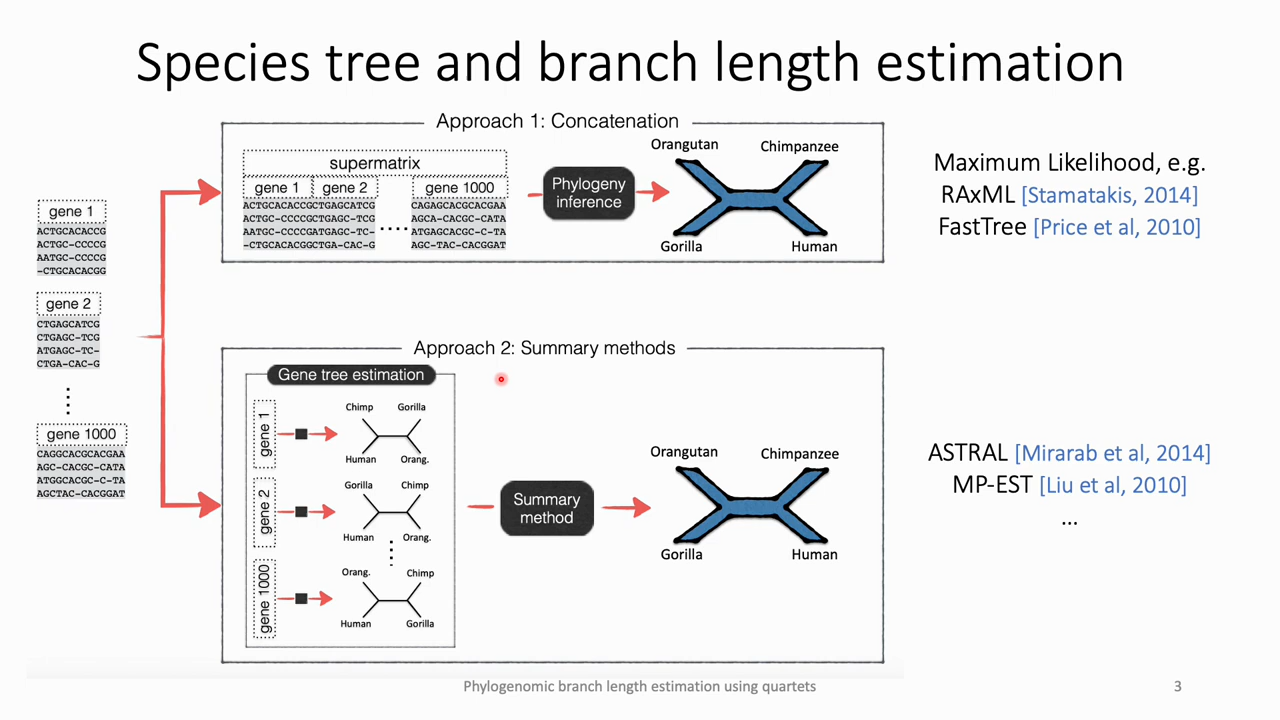 Species tree and branch length estimation
gene 1
ACTGCACACCG
ACTGC-CCCCG
AATGC-CCCCG
-CTGCACACGG
gene 2
CTGAGCATCG
CTGAGC-TCG
ATGAGC-TC-
CTGA-CAC-G
gene 1000
CAGGCACGCACGAA
AGC-CACGC-CATA
ATGGCACGC-C-TA
AGCTAC-CACGGAT
Approach 1: Concatenation
supermatrix
gene 1 gene 2 gene 1000
ACTGCACACCGCTGAGCATCG CAGAGCACGCACGAA
ACTGC-CCCCGCTGAGC-TCG AGCA-CACGC-CATA
AATGC-CCCCGATGAGC-TC- ATGAGCACGC-C-TA
-CTGCACACGGCTGA-CAC-G AGC-TAC-CACGGAT
Phylogeny
inference
Orangutan Chimpanzee
Gorilla Human
Maximum Likelihood, e.g.
RAxML [Stamatakis, 2014]
FastTree [Price et al, 2010]
Approach 2: Summary methods
Gene tree estimation
gene 1
Chimp Gorilla
Human Orang.
gene 2
Gorilla Chimp
Human Orang.
gene 1000
Orang. Chimp
Human Gorilla
Summary
method
Orangutan Chimpanzee
Gorilla Human
ASTRAL [Mirarab et al, 2014]
MP-EST [Liu et al, 2010]
...
Phylogenomic branch length estimation using quartets
3